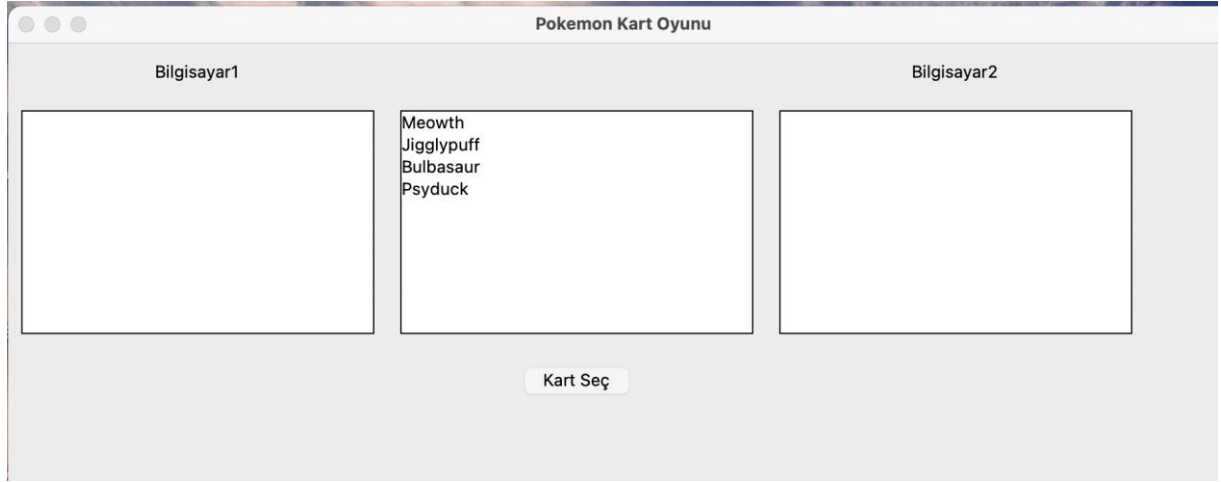 Pokemon Kart Oyunu
Bilgisayar1
Bilgisayar2
Meowth
Jigglypuff
Bulbasaur
Psyduck
Kart Seç